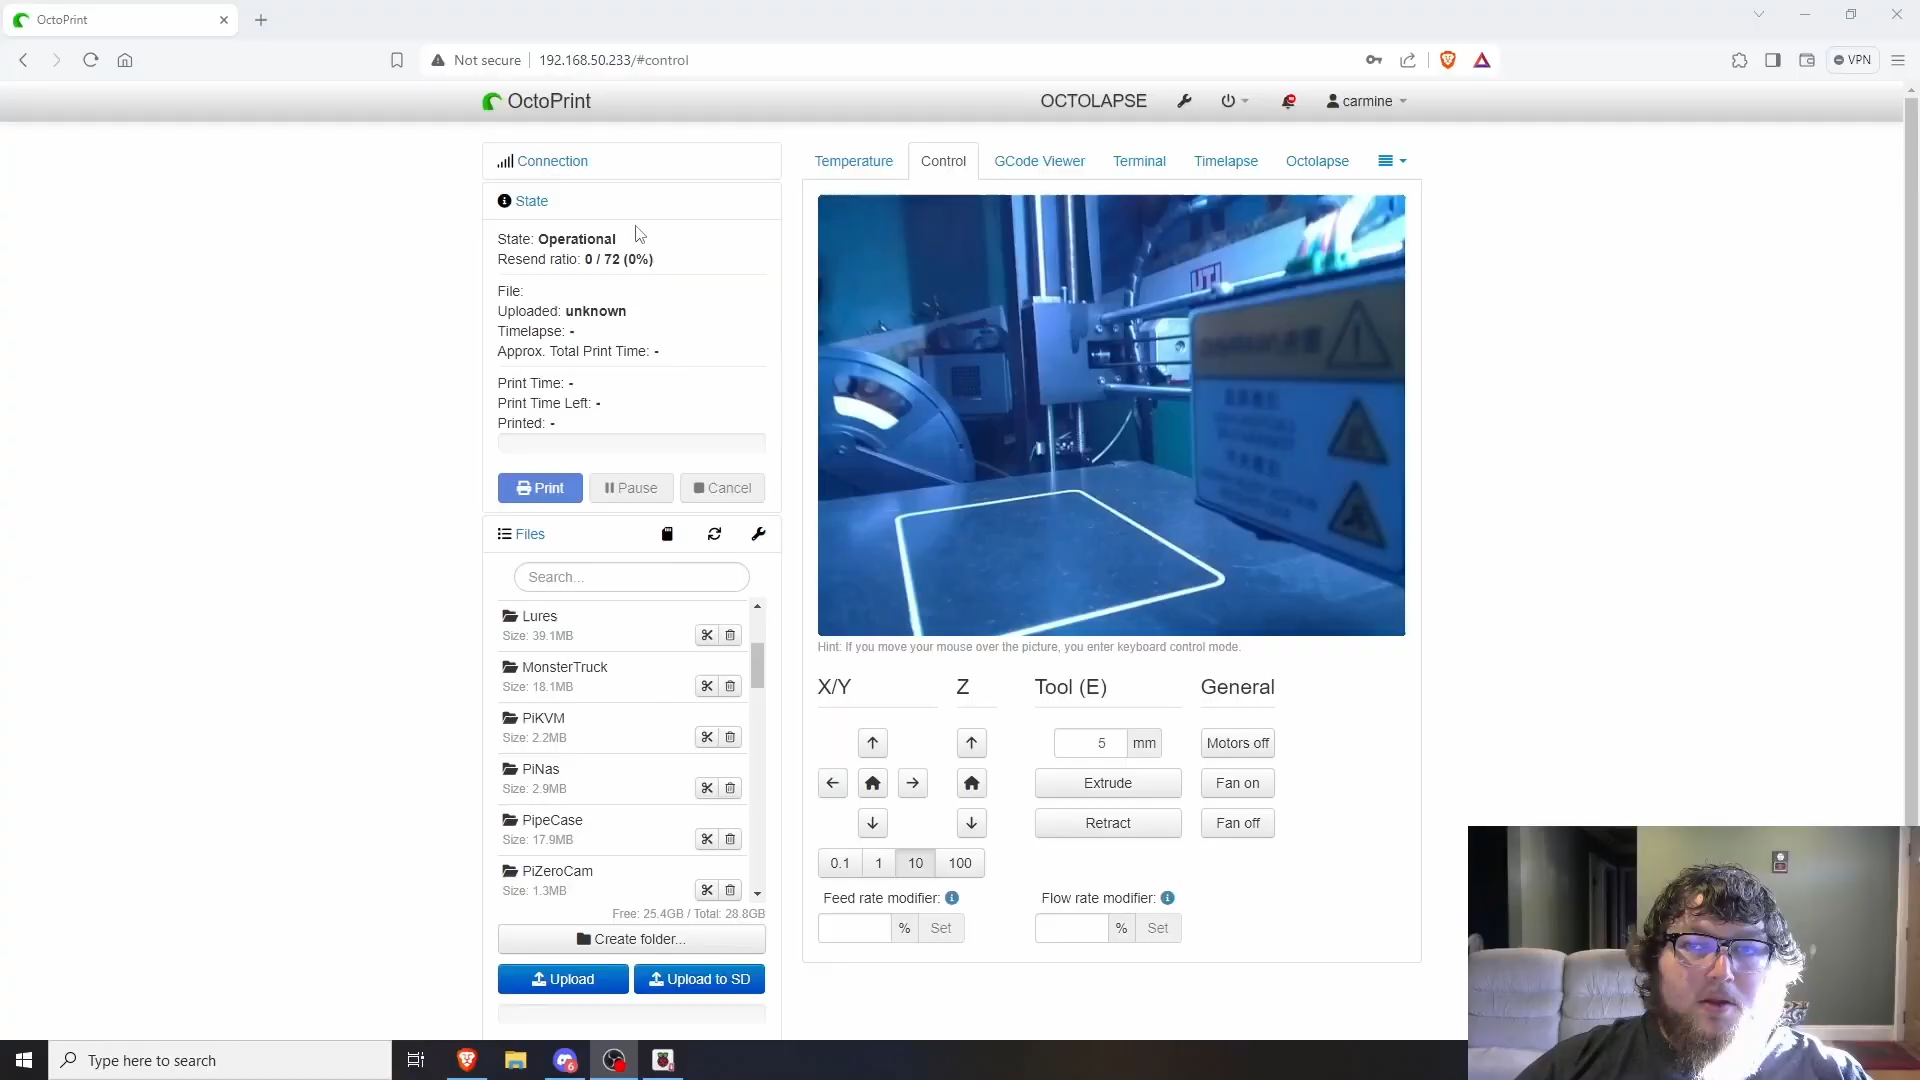 OctoPrint
Not secure
192.168.50.233/#control
VPN
OctoPrint
OCTOLAPSE
carmine
Connection
State
State: Operational
Resend ratio: 0 / 72 (0%)
File:
Uploaded: unknown
Timelapse: -
Approx. Total Print Time: -
Print Time: -
Print Time Left: -
Printed: -
Print
Pause
Cancel
Files
Search...
Lures
Size: 39.1MB
MonsterTruck
Size: 18.1MB
PiKVM
Size: 2.2MB
PiNas
Size: 2.9MB
PipeCase
Size: 17.9MB
PiZeroCam
Size: 1.3MB
Free: 25.4GB / Total: 28.8GB
Create folder...
Upload
Upload to SD
Temperature
Control
GCode Viewer
Terminal
Timelapse
Octolapse
Hint: If you move your mouse over the picture, you enter keyboard control mode.
X/Y
Z
Tool (E)
General
5 mm
Motors off
Extrude
Fan on
Retract
Fan off
0.1
1
10
100
Feed rate modifier:
Flow rate modifier:
%
Set
%
Set
Type here to search
6